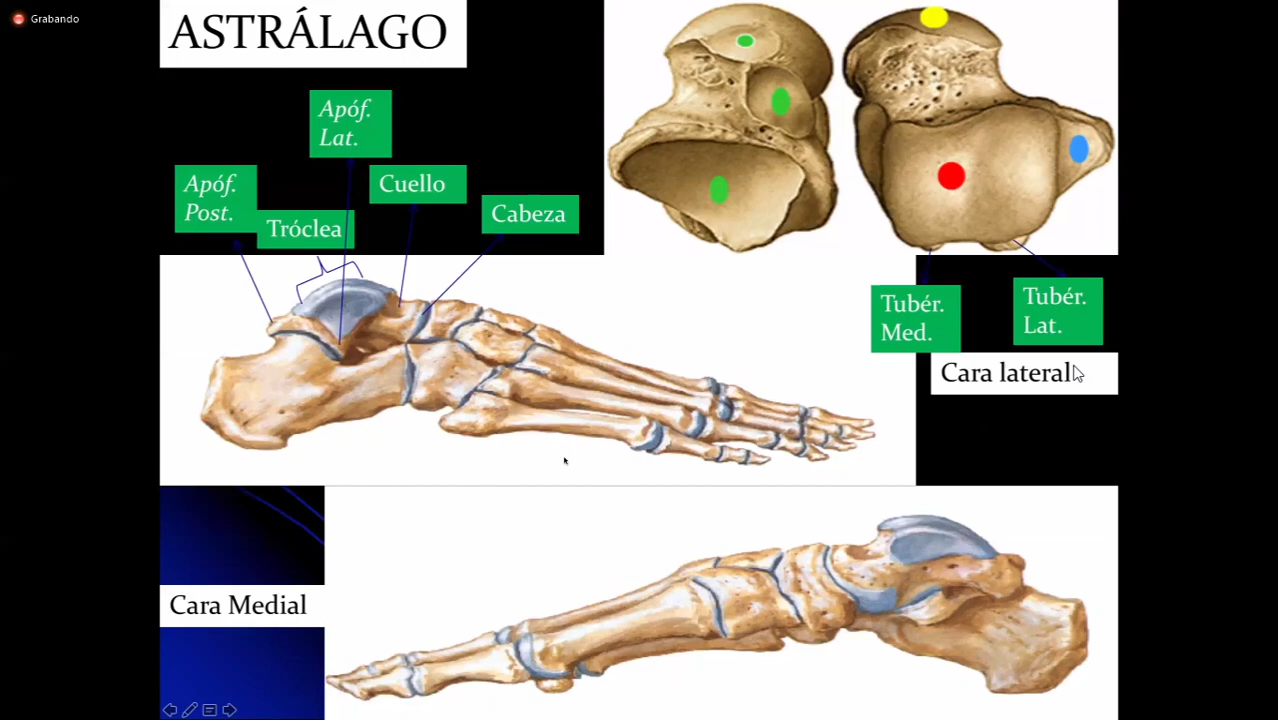 Grabando
ASTRÁLAGO
Apóf.
Lat.
Apóf.
Post.
Cuello
Tróclea
Cabeza
Tubér.
Med.
Tubér.
Lat.
Cara lateral
Cara Medial